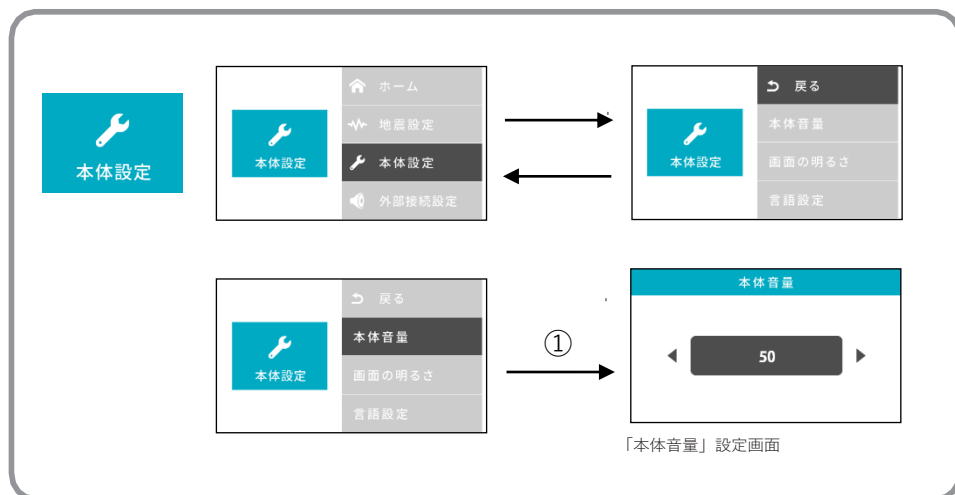 本体設定
本体設定
ホーム
地震設定
本体設定
外部接続設定
本体設定
戻る
本体音量
画面の明るさ
言語設定
本体設定
戻る
本体音量
画面の明るさ
言語設定
①
本体音量
50
「本体音量」設定画面